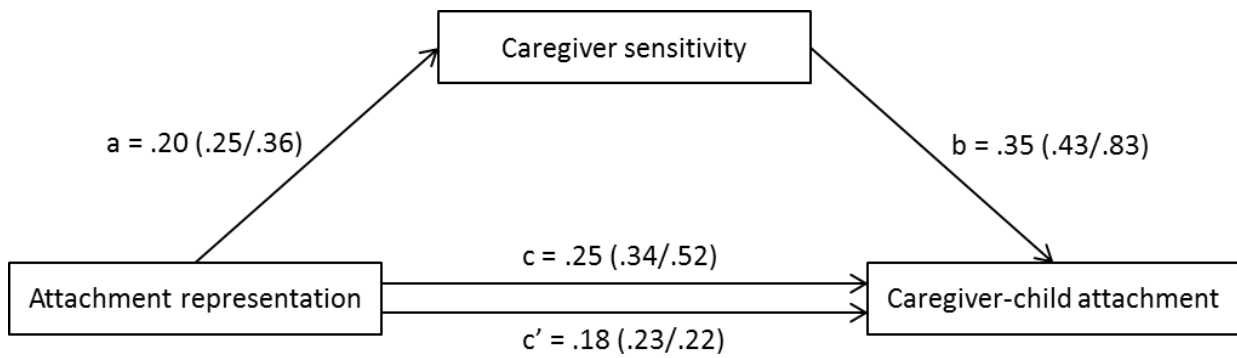 Caregiver sensitivity
a = .20 (.25/.36)
b = .35 (.43/.83)
c = .25 (.34/.52)
Attachment representation
Caregiver-child attachment
c’ = .18 (.23/.22)